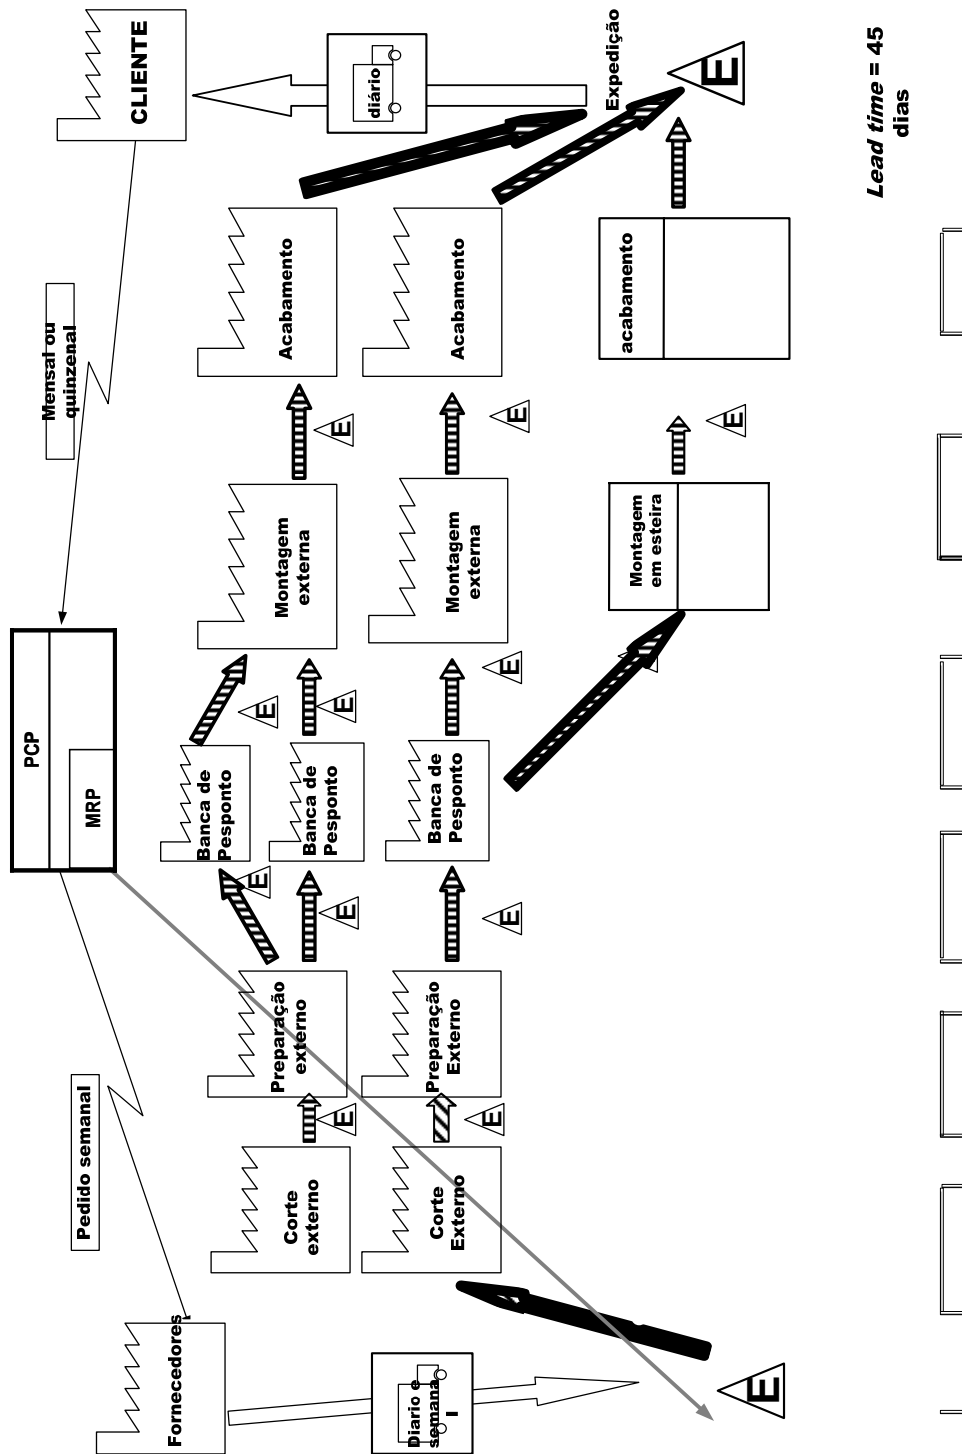 PCP
Mensal ou
quinzenal
Pedido semanal
MRP
CLIENTE
Fornecedores
Banca de
Pesponto
E
E
Corte
externo
Preparação
externo
Banca de
Pesponto
Montagem
externa
Acabamento
E
E
E
E
diário
Diario e
semana
l
Corte
Externo
Preparação
Externo
Banca de
Pesponto
Montagem
externa
Acabamento
E
E
E
E
Expedição
Montagem
em esteira
acabamento
E
E
E
Lead time = 45
dias